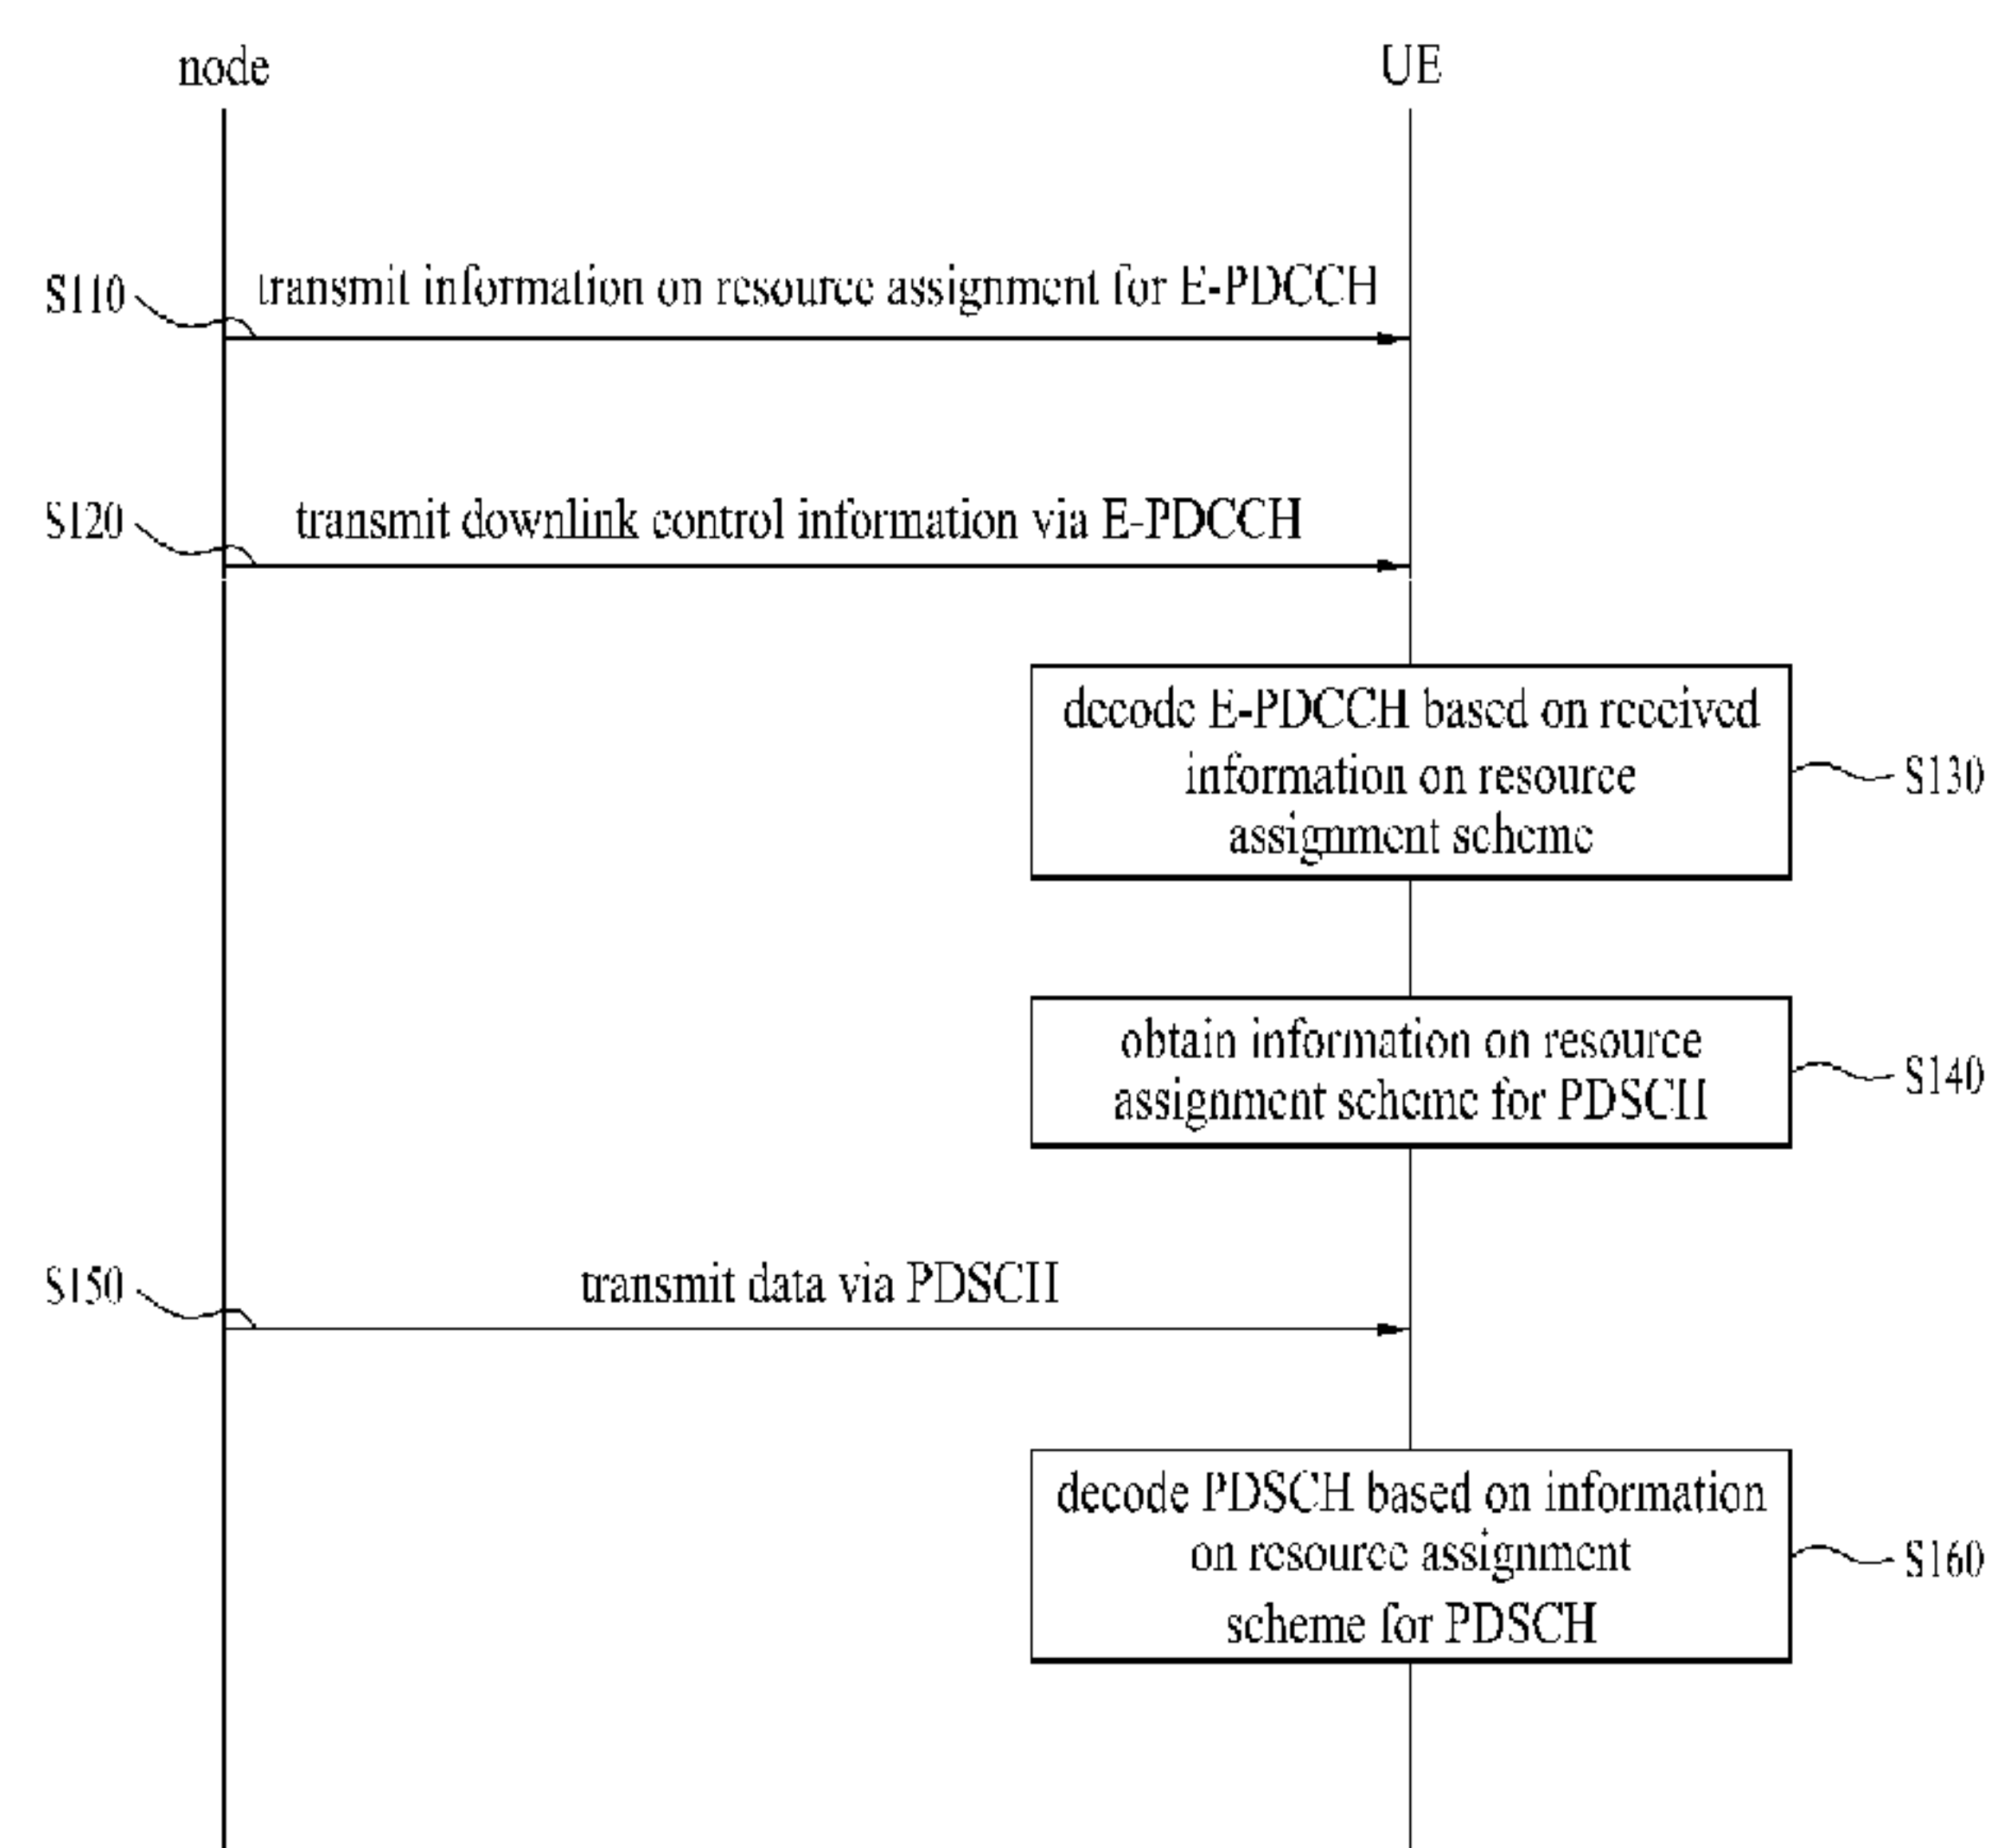 node
UE
S110
transmit information on resource assignment for E-PDCCH
S120
transmit downlink control information via E-PDCCH
decode E-PDCCH based on received
information on resource
assignment scheme
S130
obtain information on resource
assignment scheme for PDSCH
S140
S150
transmit data via PDSCH
decode PDSCH based on information
on resource assignment
scheme for PDSCH
S160